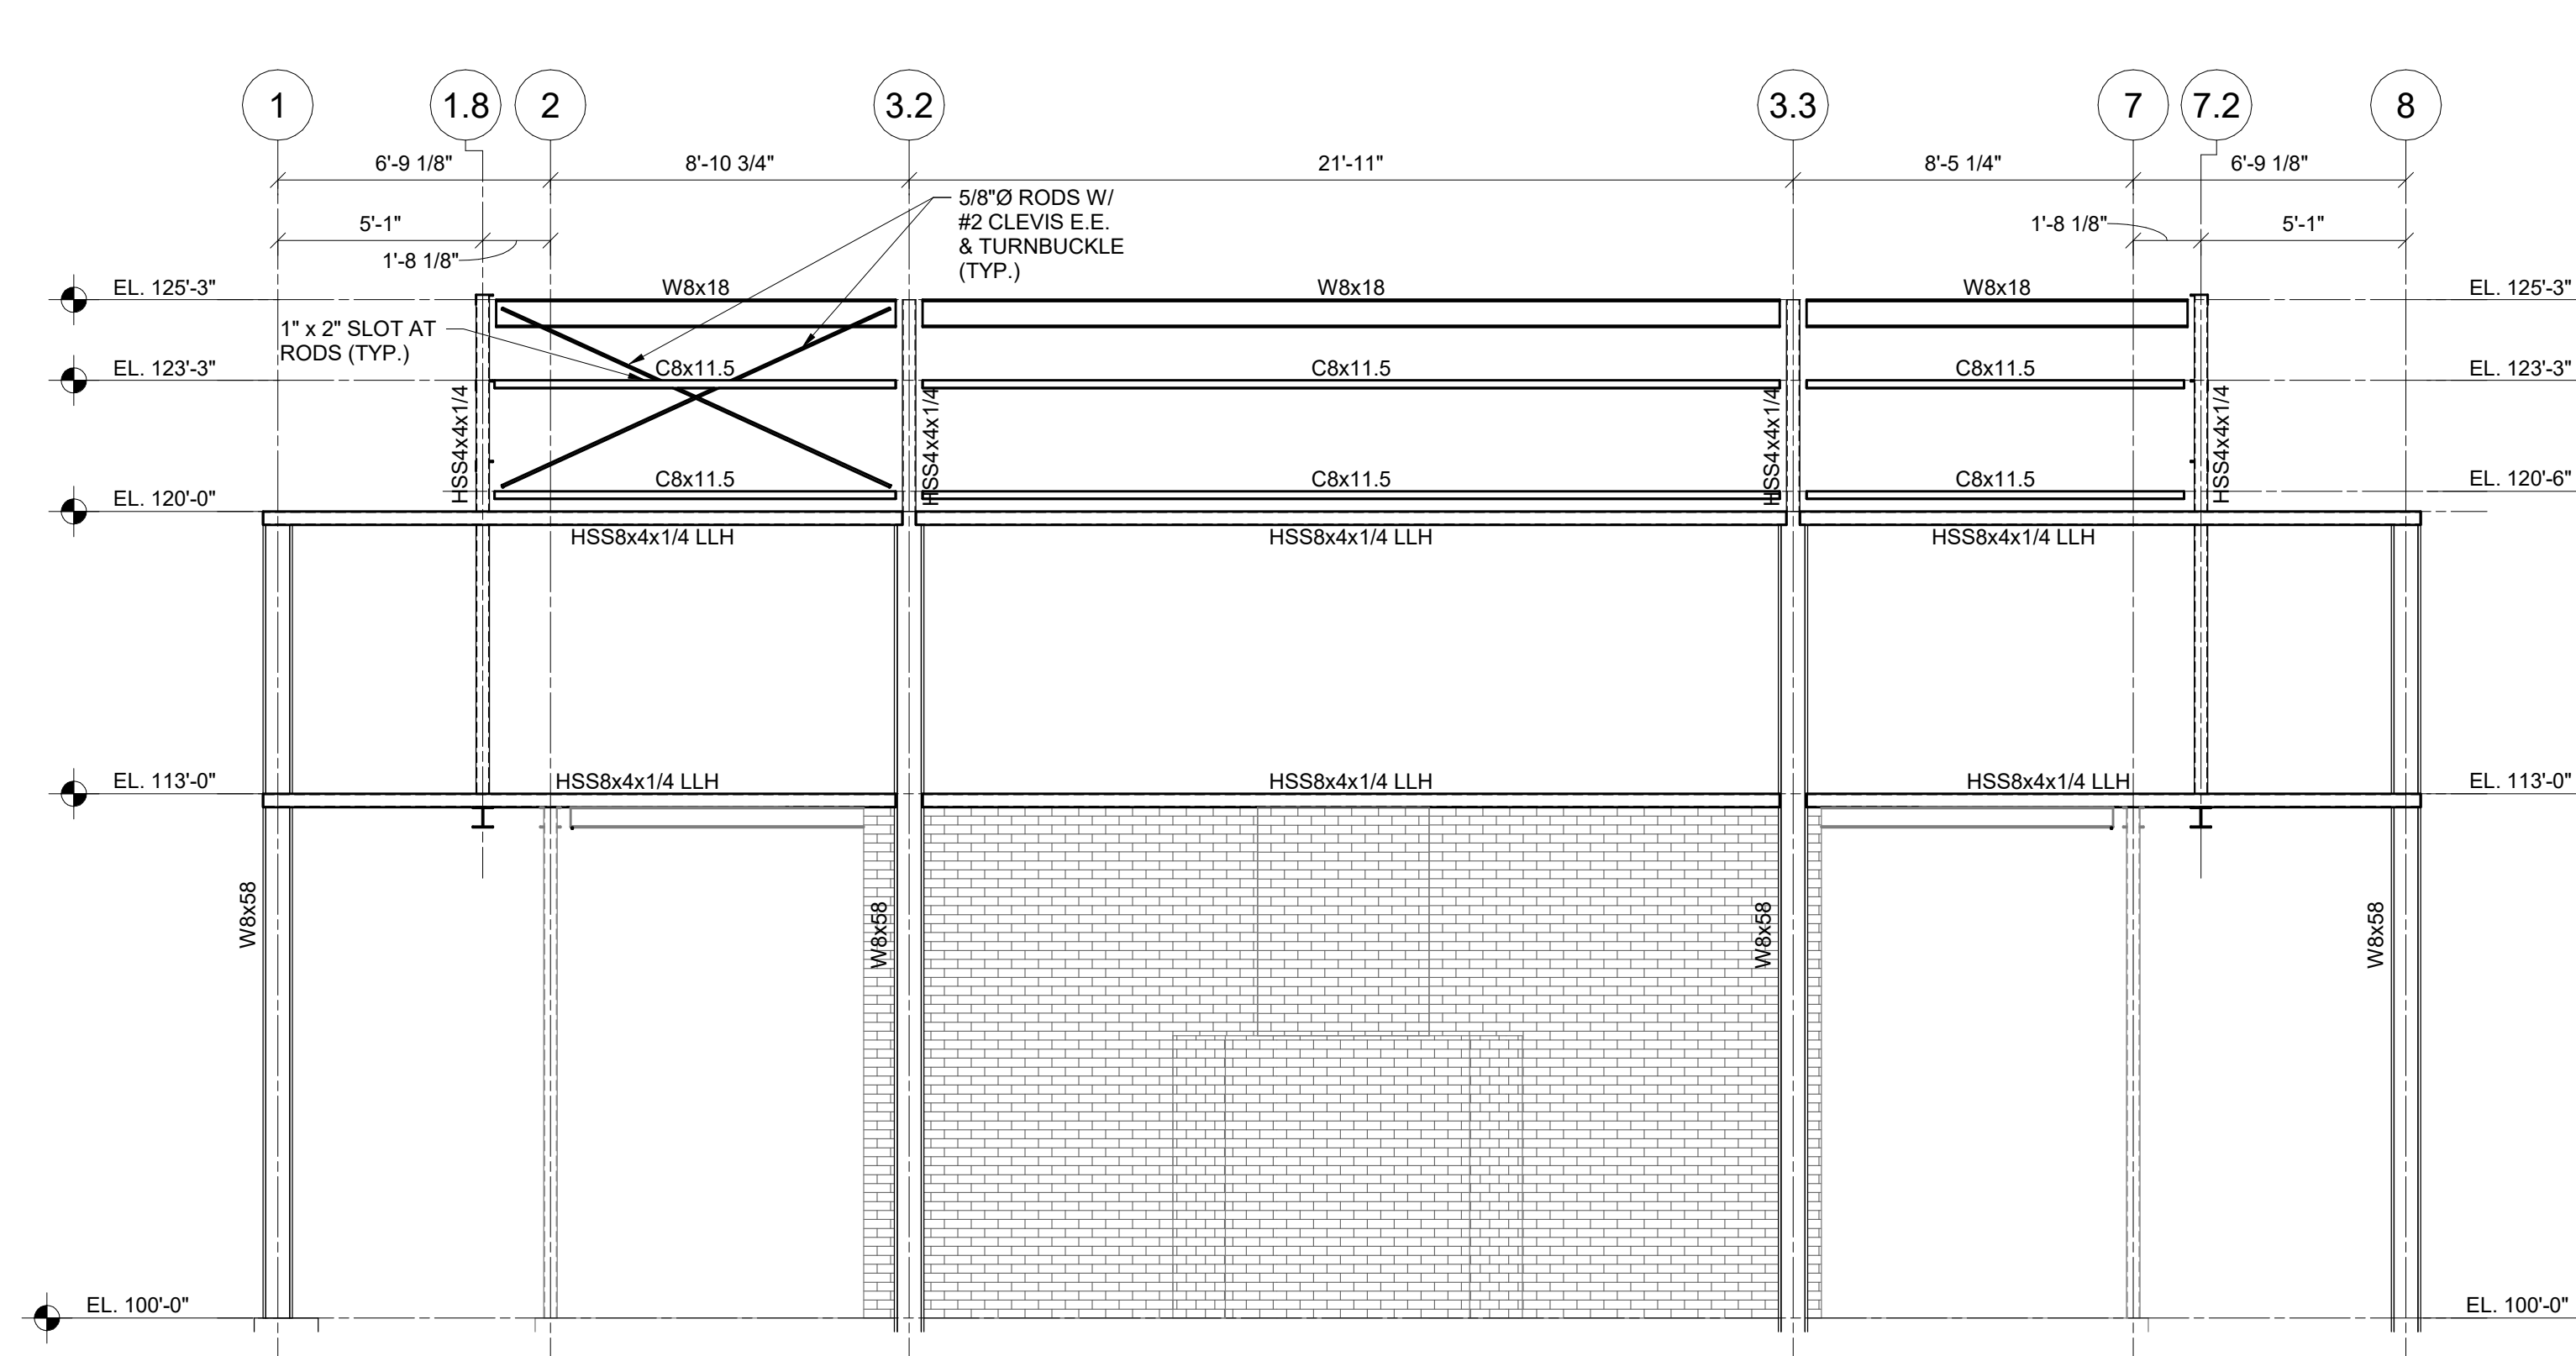 1
1.8
2
3.2
3.3
7
7.2
8
6'-9 1/8"
8'-10 3/4"
21'-11"
8'-5 1/4"
6'-9 1/8"
5'-1"
1'-8 1/8"
1'-8 1/8"
5'-1"
5/8"Ø RODS W/
#2 CLEVIS E.E.
& TURNBUCKLE
(TYP.)
EL. 125'-3"
W8x18
W8x18
W8x18
EL. 125'-3"
1" x 2" SLOT AT
RODS (TYP.)
EL. 123'-3"
C8x11.5
C8x11.5
C8x11.5
EL. 123'-3"
HSS4x4x1/4
HSS4x4x1/4
HSS4x4x1/4
HSS4x4x1/4
EL. 120'-0"
C8x11.5
C8x11.5
C8x11.5
EL. 120'-6"
HSS8x4x1/4 LLH
HSS8x4x1/4 LLH
HSS8x4x1/4 LLH
EL. 113'-0"
HSS8x4x1/4 LLH
HSS8x4x1/4 LLH
HSS8x4x1/4 LLH
EL. 113'-0"
W8x58
W8x58
W8x58
W8x58
EL. 100'-0"
EL. 100'-0"